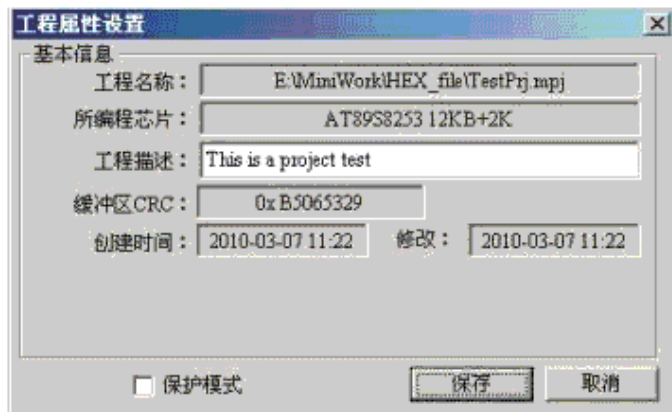 工程属性设置
基本信息
工程名称： E:\MiniWork\HEX_file\TestPrj.mpj
所编程芯片： AT89S8253 12KB+2K
工程描述： This is a project test
缓冲区CRC： 0x B5065329
创建时间： 2010-03-07 11:22 修改： 2010-03-07 11:22
保护模式 保存 取消